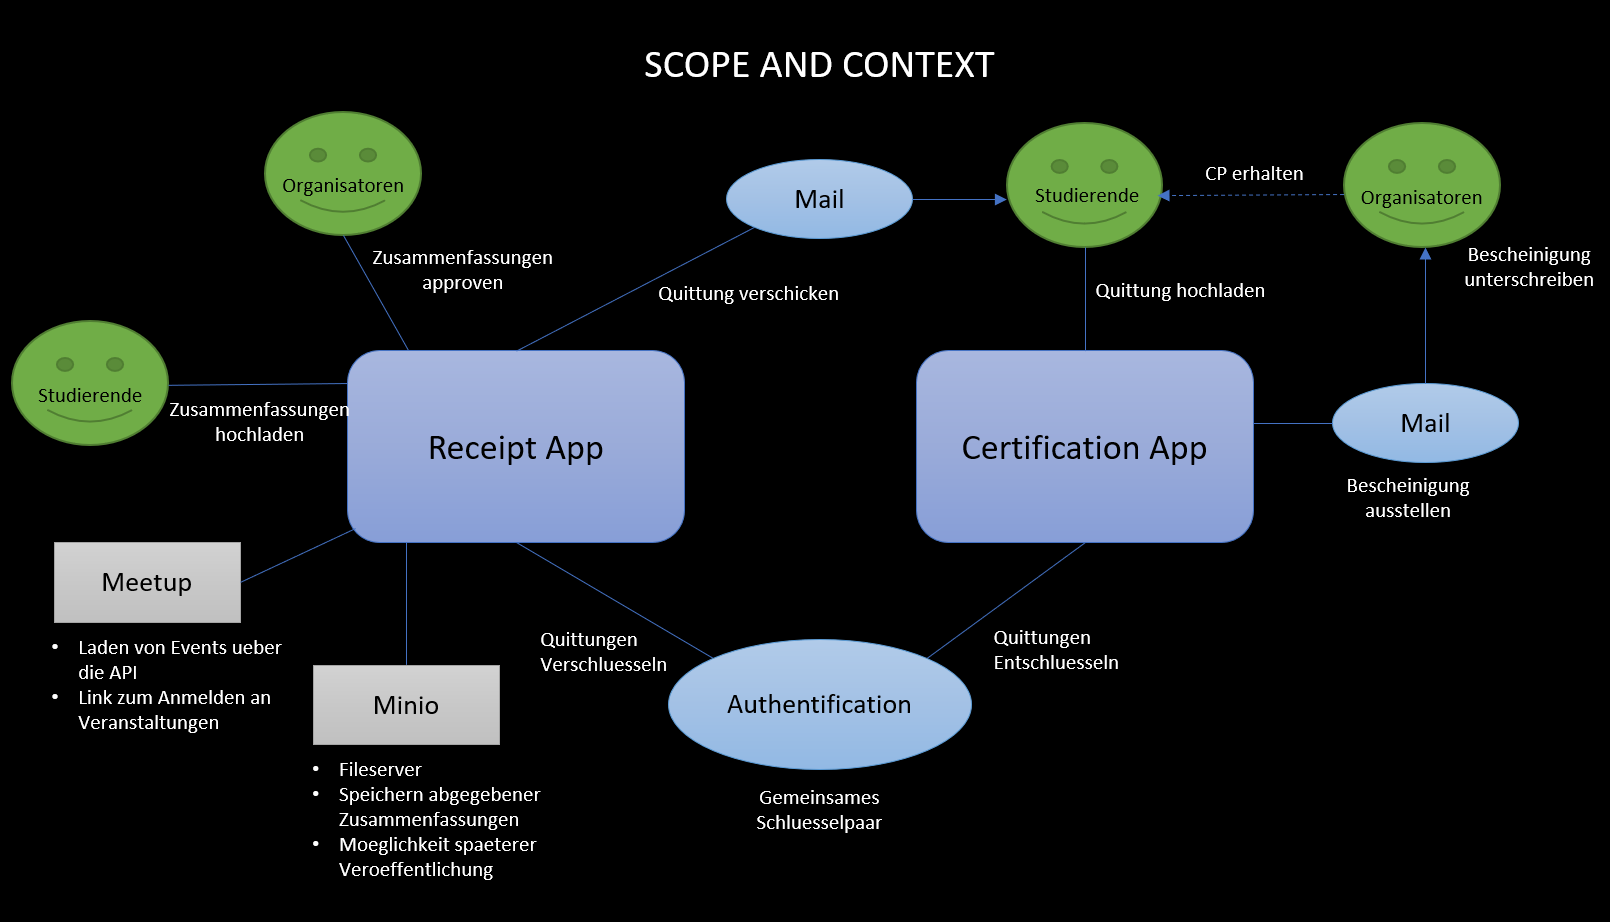 SCOPE AND CONTEXT
Organisatoren
Zusammenfassungen
approven
Mail
Quittung verschicken
Studierende
CP erhalten
Organisatoren
Bescheinigung
unterschreiben
Quittung hochladen
Studierende
Zusammenfassungen
hochladen
Receipt App
Certification App
Mail
Bescheinigung
ausstellen
Meetup
• Laden von Events ueber
die API
• Link zum Anmelden an
Veranstaltungen
Minio
• Fileserver
• Speichern abgegebener
Zusammenfassungen
• Moeglichkeit spaeterer
Veroeffentlichung
Quittungen
Verschluesseln
Quittungen
Entschluesseln
Authentification
Gemeinsames
Schluesselpaar